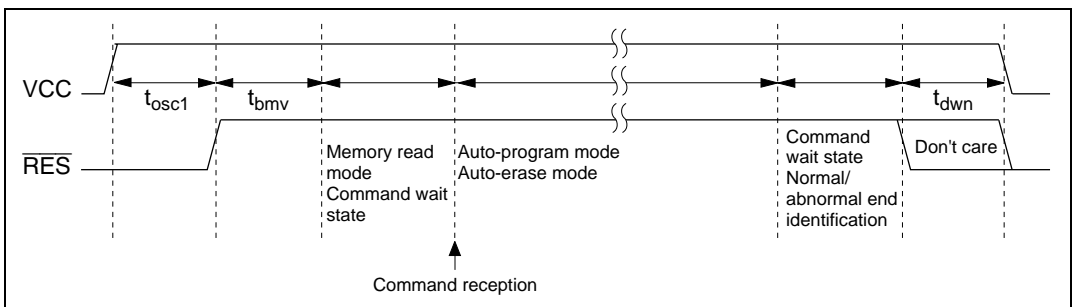 VCC
tosc1
tbmv
tdwn
RES
Memory read
mode
Command wait
state
Auto-program mode
Auto-erase mode
Command
wait state
Normal/
abnormal end
identification
Don't care
Command reception